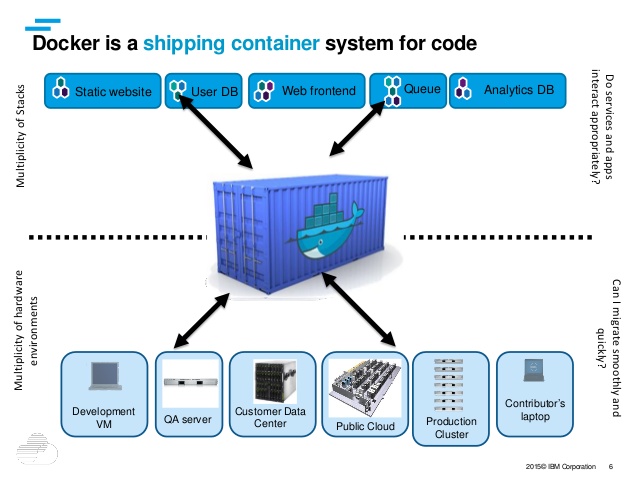 Docker is a shipping container system for code
Multiplicity of Stacks
Static website
User DB
Web frontend
Queue
Analytics DB
Do services and apps
interact appropriately?
Multiplicity of hardware
environments
Can I migrate smoothly and
quickly?
Development
VM
QA server
Customer Data
Center
Public Cloud
Production
Cluster
Contributor's
laptop
2015© IBM Corporation
6